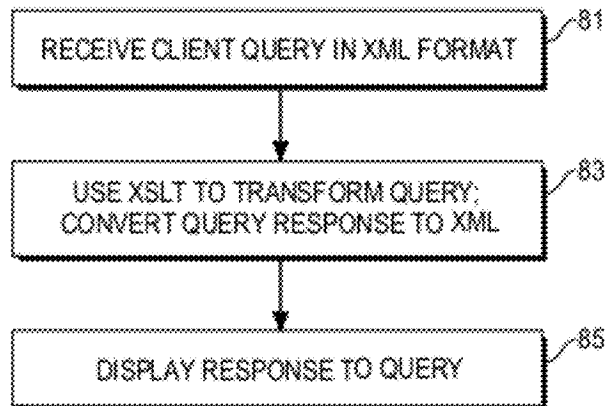 81
RECEIVE CLIENT QUERY IN XML FORMAT
83
USE XSLT TO TRANSFORM QUERY;
CONVERT QUERY RESPONSE TO XML
85
DISPLAY RESPONSE TO QUERY